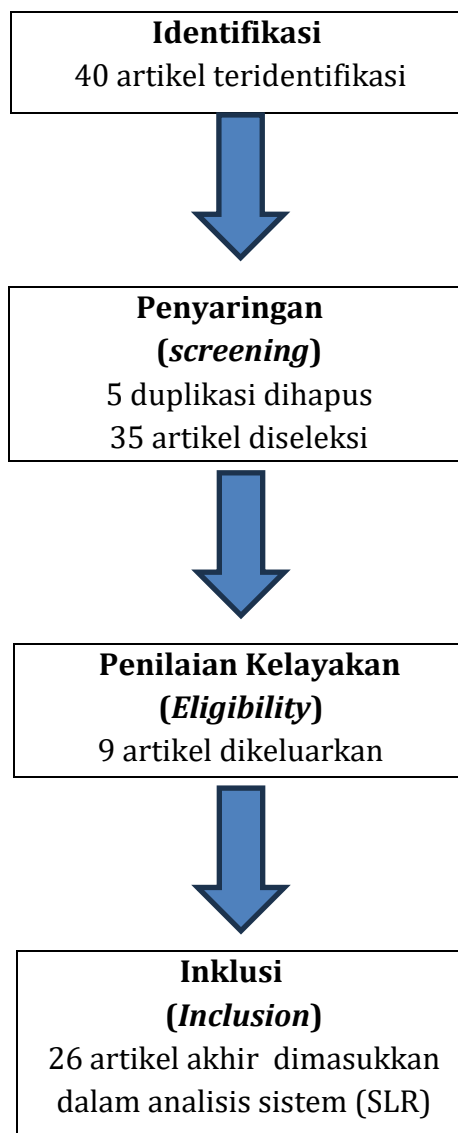 Identifikasi
40 artikel teridentifikasi
Penyaringan
(screening)
5 duplikasi dihapus
35 artikel diseleksi
Penilaian Kelayakan
(Eligibility)
9 artikel dikeluarkan
Inklusi
(Inclusion)
26 artikel akhir dimasukkan
dalam analisis sistem (SLR)